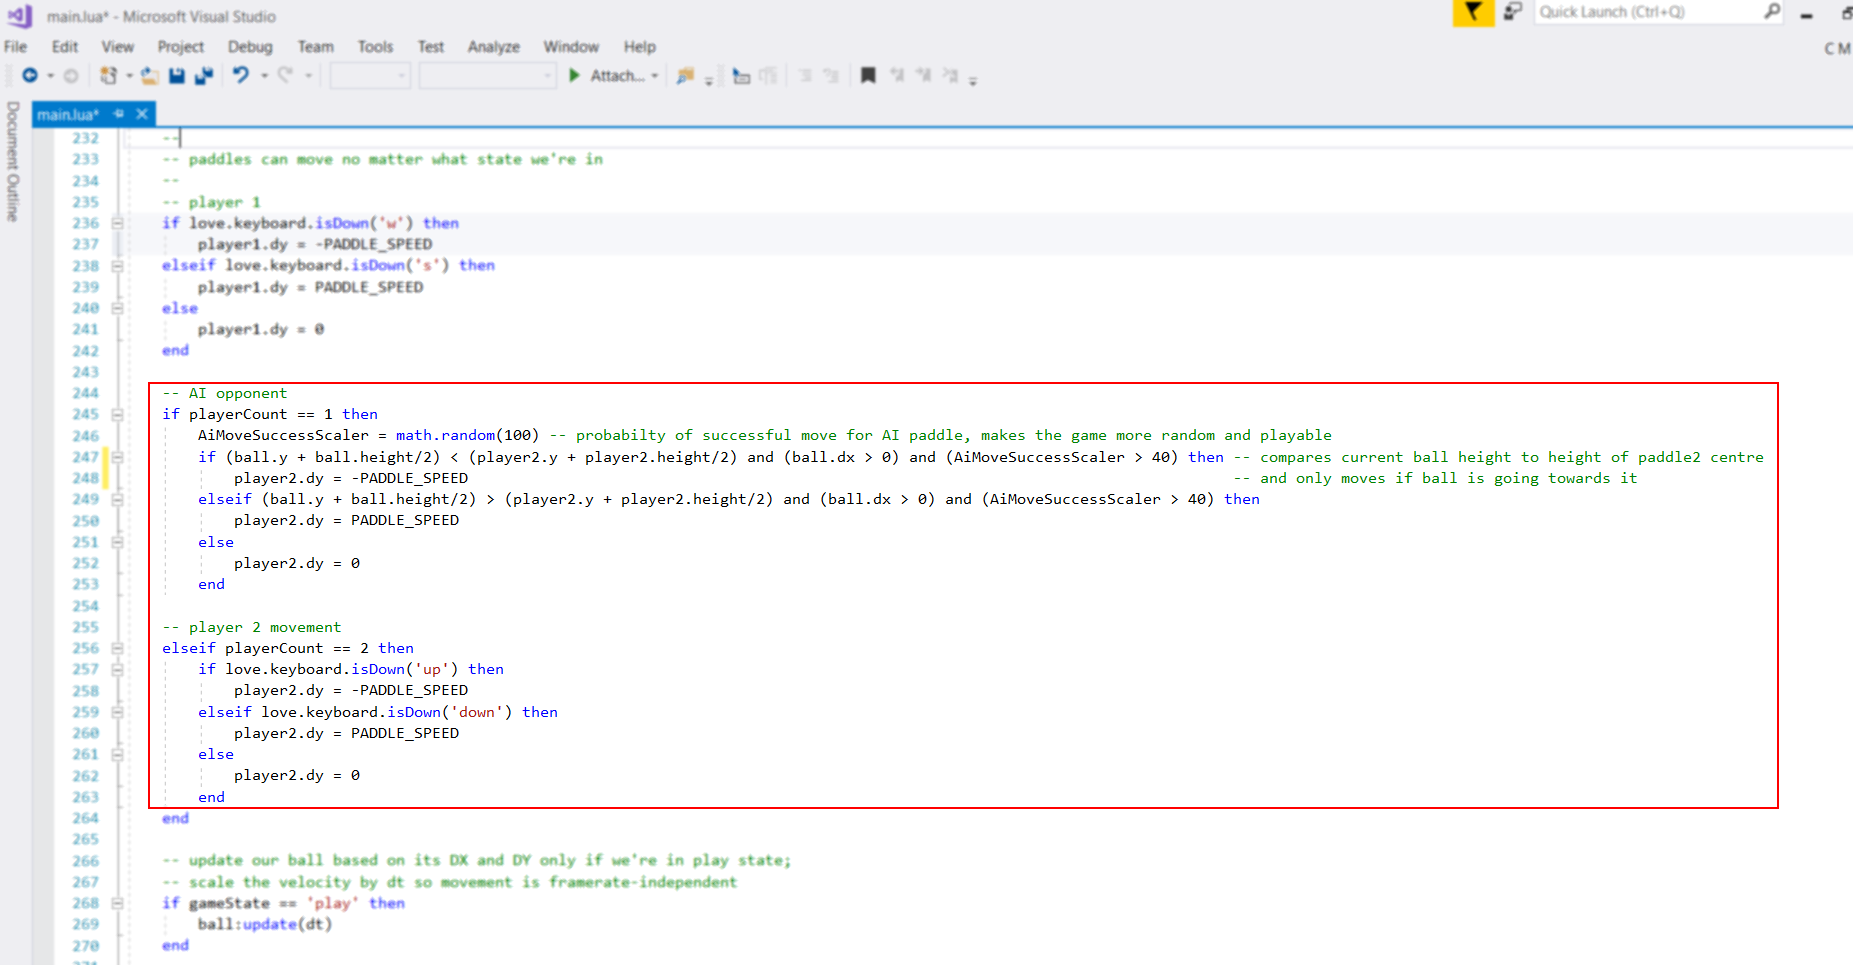 main.lua* - Microsoft Visual Studio
Quick Launch (Ctrl+Q)
File Edit View Project Debug Team Tools Test Analyze Window Help
C M
Attach...
Document Outline
main.lua*
232 --
233 -- paddles can move no matter what state we're in
234 --
235 -- player 1
236 if love.keyboard.isDown('w') then
237 player1.dy = -PADDLE_SPEED
238 elseif love.keyboard.isDown('s') then
239 player1.dy = PADDLE_SPEED
240 else
241 player1.dy = 0
242 end
243
244 -- AI opponent
245 if playerCount == 1 then
246 AiMoveSuccessScaler = math.random(100) -- probabilty of successful move for AI paddle, makes the game more random and playable
247 if (ball.y + ball.height/2) < (player2.y + player2.height/2) and (ball.dx > 0) and (AiMoveSuccessScaler > 40) then -- compares current ball height to height of paddle2 centre
248 player2.dy = -PADDLE_SPEED -- and only moves if ball is going towards it
249 elseif (ball.y + ball.height/2) > (player2.y + player2.height/2) and (ball.dx > 0) and (AiMoveSuccessScaler > 40) then
250 player2.dy = PADDLE_SPEED
251 else
252 player2.dy = 0
253 end
254
255 -- player 2 movement
256 elseif playerCount == 2 then
257 if love.keyboard.isDown('up') then
258 player2.dy = -PADDLE_SPEED
259 elseif love.keyboard.isDown('down') then
260 player2.dy = PADDLE_SPEED
261 else
262 player2.dy = 0
263 end
264 end
265
266 -- update our ball based on its DX and DY only if we're in play state;
267 -- scale the velocity by dt so movement is framerate-independent
268 if gameState == 'play' then
269 ball:update(dt)
270 end